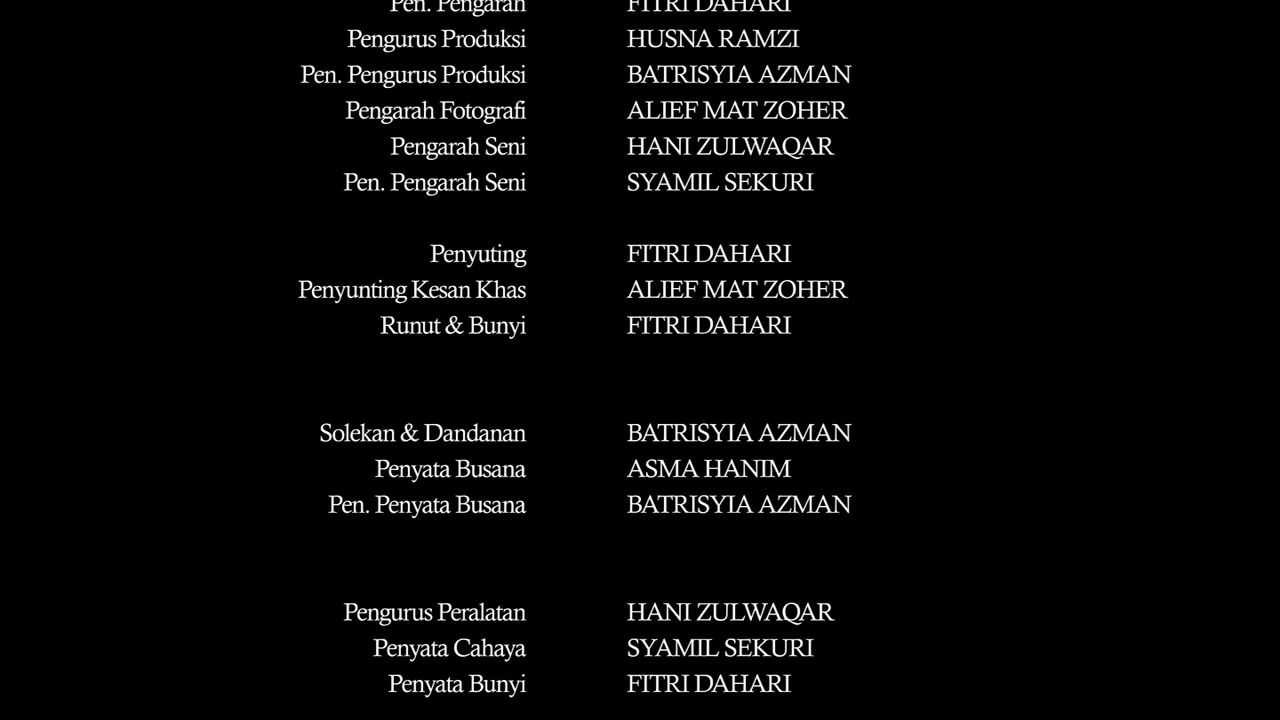 Pen. Pengarah FITRI DAHARI
Pengurus Produksi HUSNA RAMZI
Pen. Pengurus Produksi BATRISYIA AZMAN
Pengarah Fotografi ALIEF MAT ZOHER
Pengarah Seni HANI ZULWAQAR
Pen. Pengarah Seni SYAMIL SEKURI
Penyuting FITRI DAHARI
Penyunting Kesan Khas ALIEF MAT ZOHER
Runut & Bunyi FITRI DAHARI
Solekan & Dandanan BATRISYIA AZMAN
Penyata Busana ASMA HANIM
Pen. Penyata Busana BATRISYIA AZMAN
Pengurus Peralatan HANI ZULWAQAR
Penyata Cahaya SYAMIL SEKURI
Penyata Bunyi FITRI DAHARI